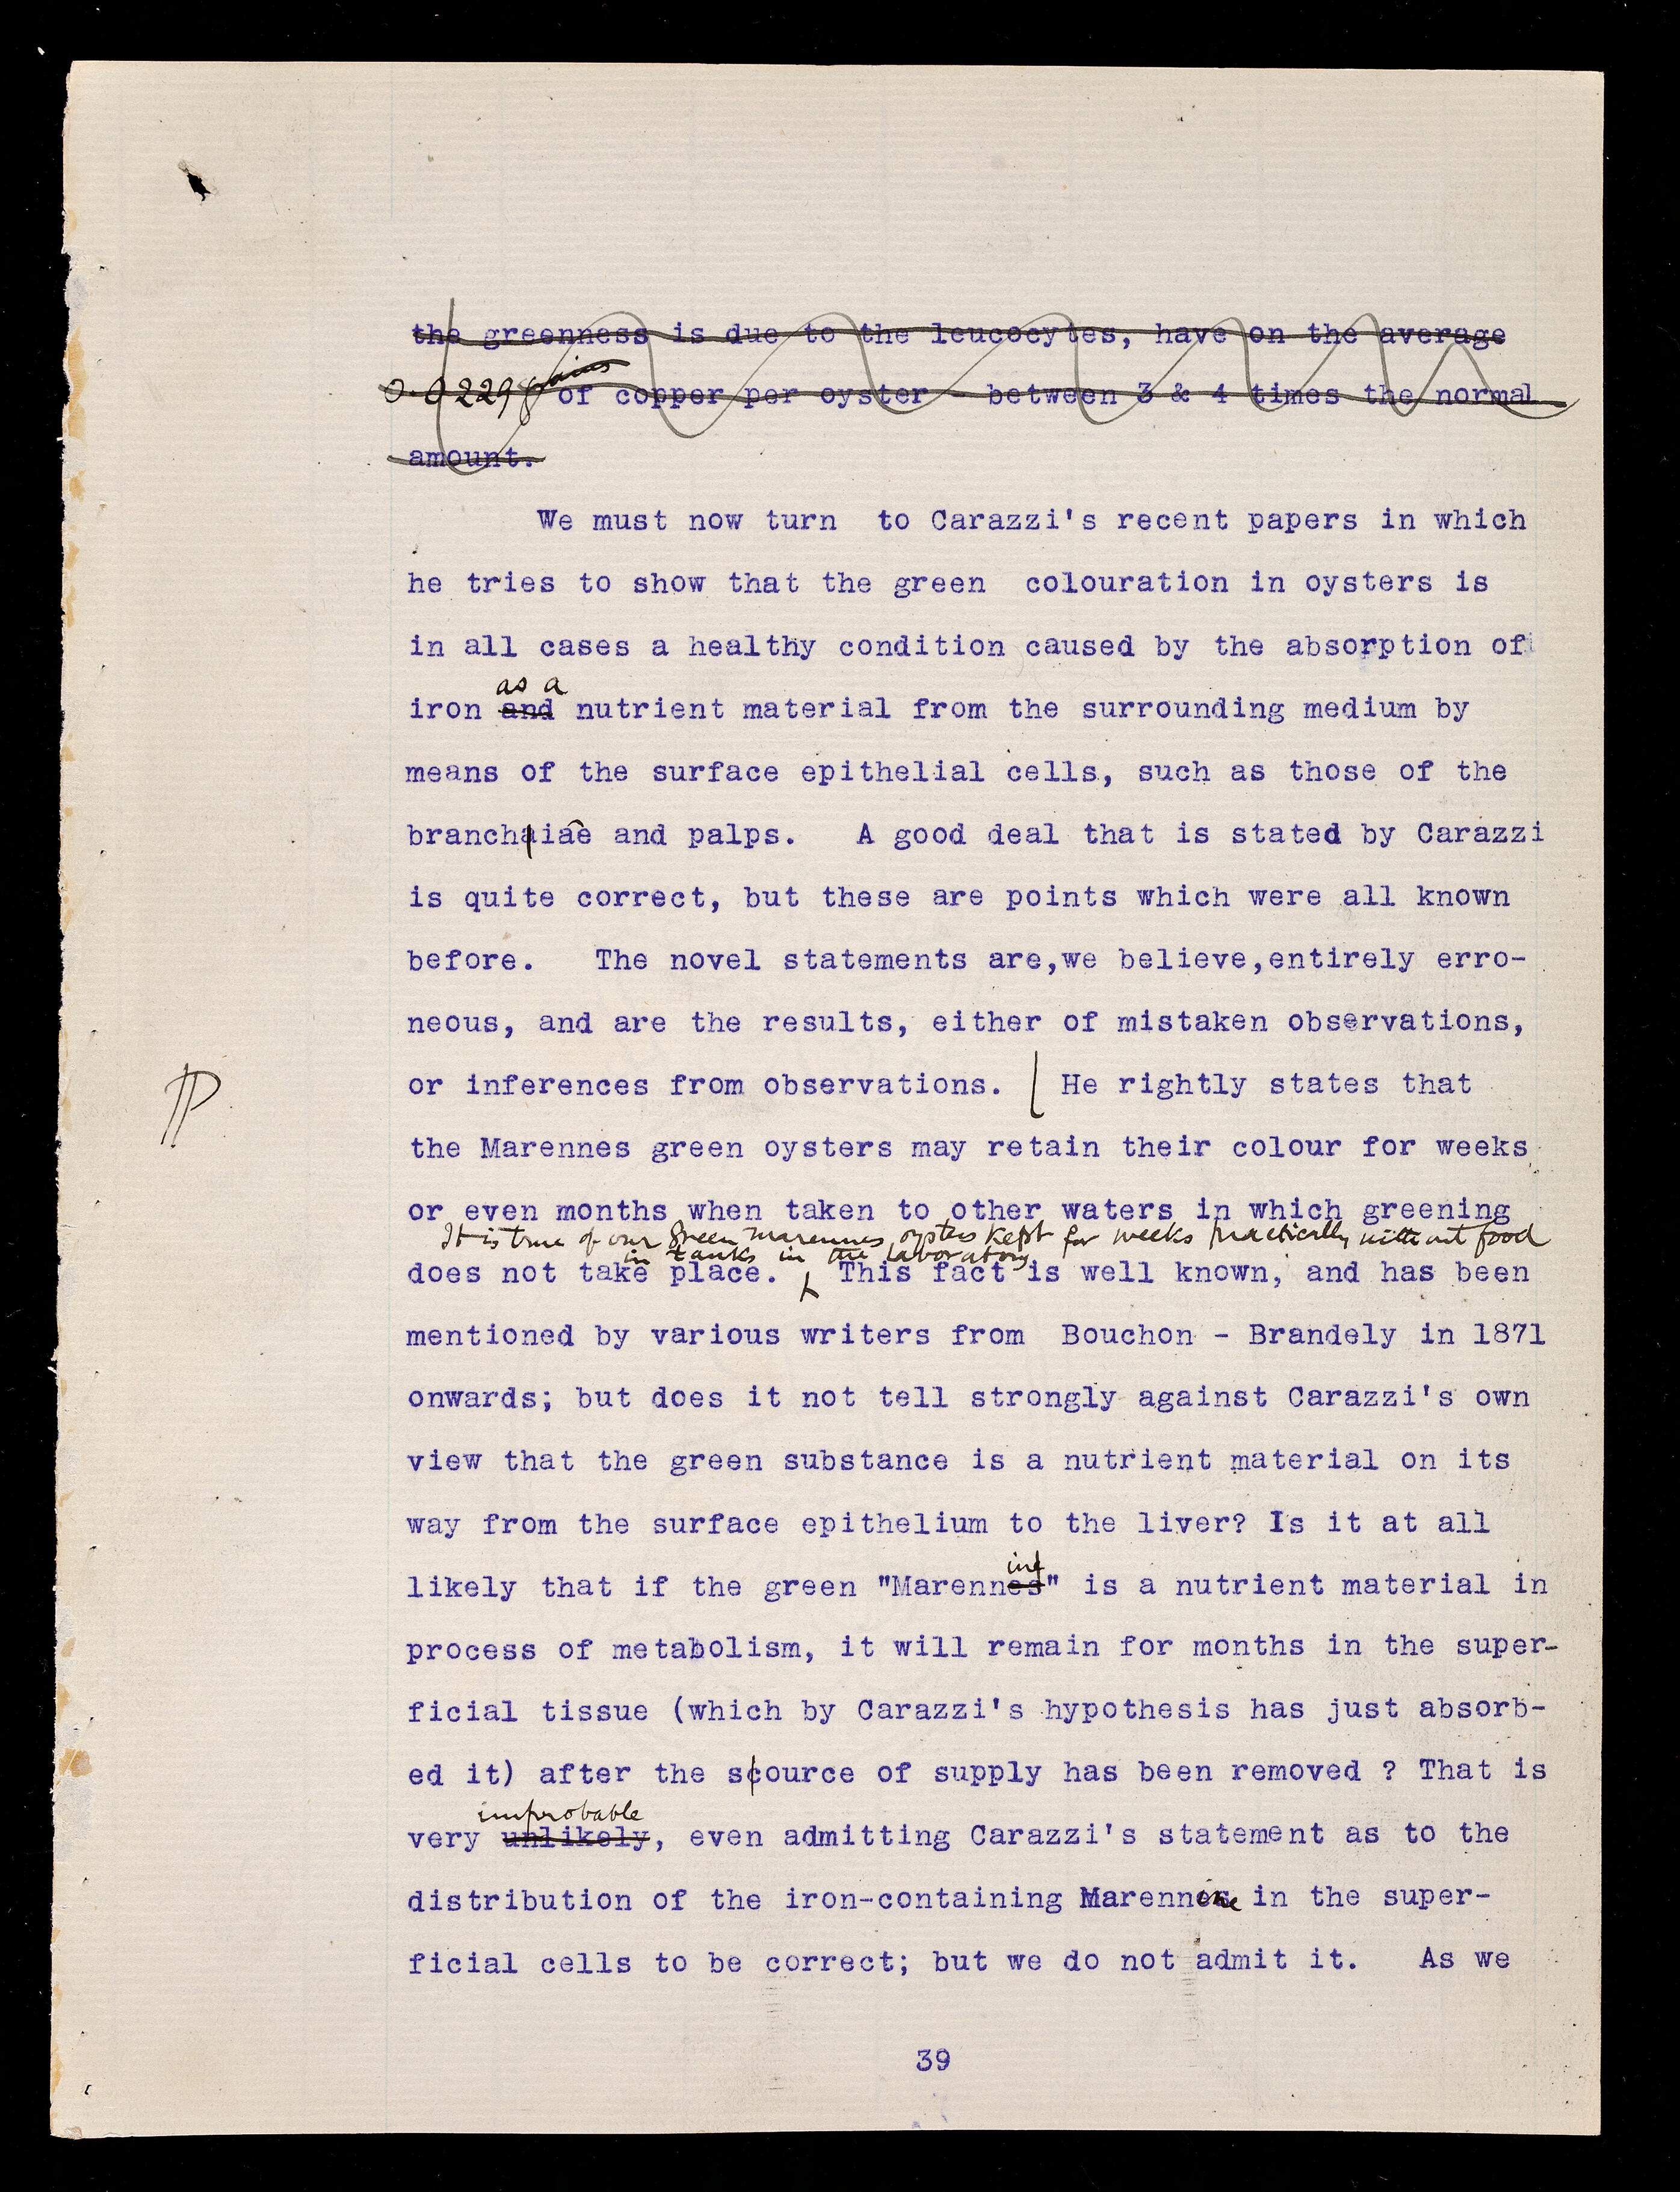 the greenness is due to the leucocytes, have on the average
0.0229 grains of copper per oyster - between 3 & 4 times the normal
amount.
We must now turn to Carazzi's recent papers in which
he tries to show that the green colouration in oysters is
in all cases a healthy condition caused by the absorption of
as a
iron and nutrient material from the surrounding medium by
means of the surface epithelial cells, such as those of the
branchaiae and palps. A good deal that is stated by Carazzi
is quite correct, but these are points which were all known
before. The novel statements are,we believe,entirely erro-
neous, and are the results, either of mistaken observations,
or inferences from observations. [ He rightly states that
the Marennes green oysters may retain their colour for weeks
or even months when taken to other waters in which greening
It is true of our green marennes oysters kept for weeks practically without food
in tanks in the laboratory
does not take place. This fact is well known, and has been
mentioned by various writers from Bouchon - Brandely in 1871
onwards; but does it not tell strongly against Carazzi's own
view that the green substance is a nutrient material on its
way from the surface epithelium to the liver? Is it at all
ine
likely that if the green "Marennes" is a nutrient material in
process of metabolism, it will remain for months in the super-
ficial tissue (which by Carazzi's hypothesis has just absorb-
ed it) after the scource of supply has been removed ? That is
improbable
very unlikely, even admitting Carazzi's statement as to the
distribution of the iron-containing Marennine in the super-
ficial cells to be correct; but we do not admit it. As we
39